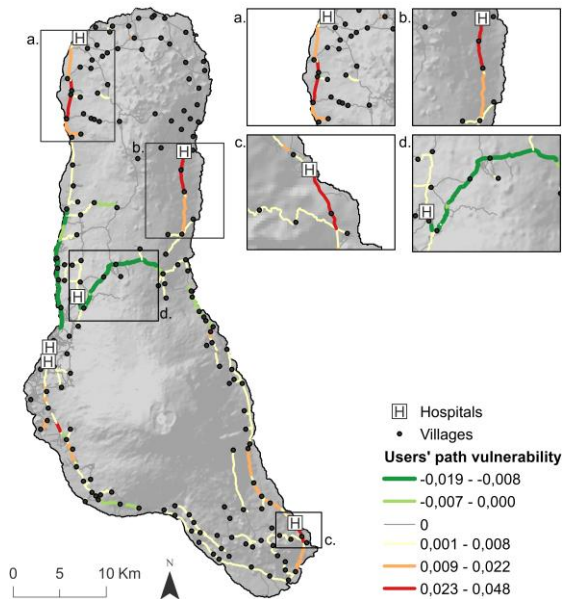 a.
b.
H
a.
H
b.
H
c.
H
d.
H
H
d.
H
H
H
c.
H
H Hospitals
Villages
Users' path vulnerability
-0,019 - -0,008
-0,007 - 0,000
0
0,001 - 0,008
0,009 - 0,022
0,023 - 0,048
N
0 5 10 Km